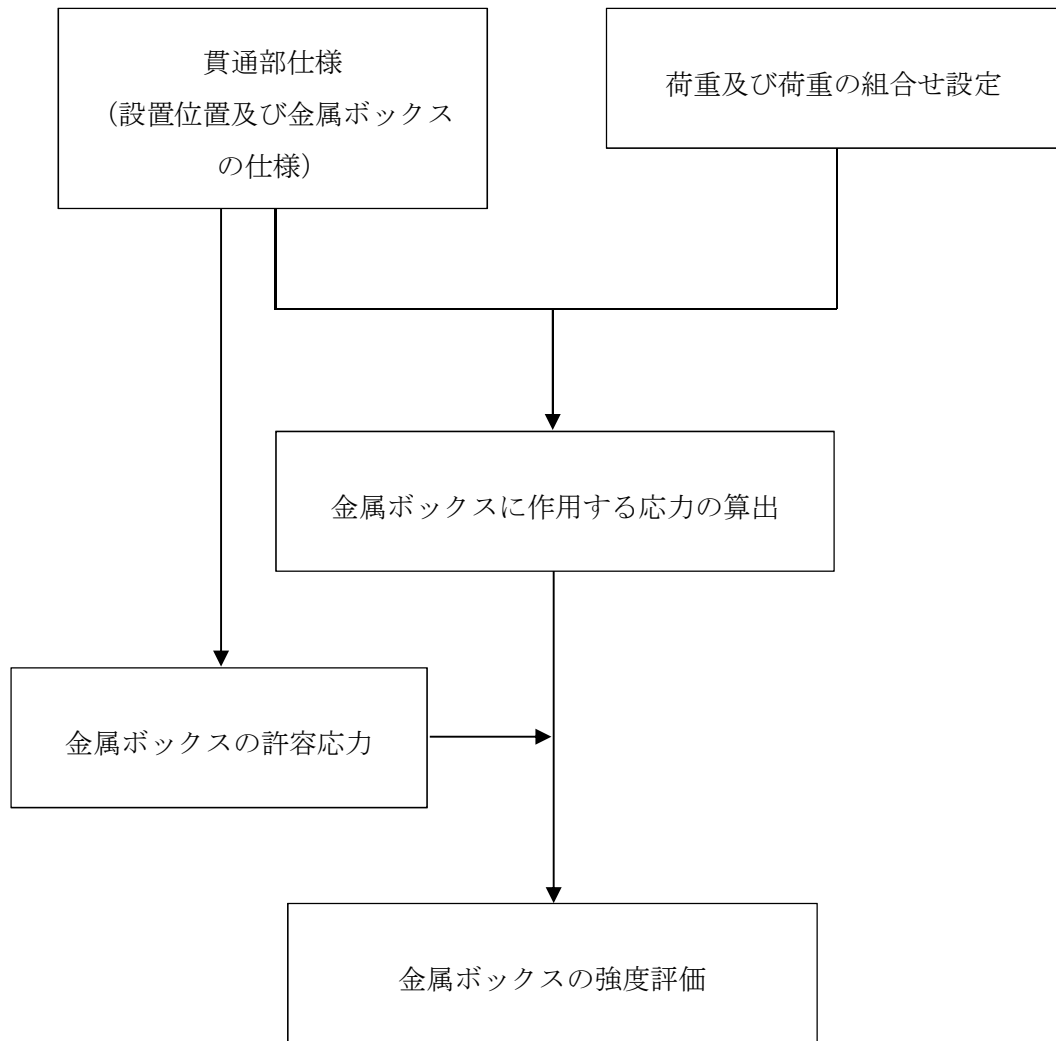 貫通部仕様
（設置位置及び金属ボックス
の仕様）
荷重及び荷重の組合せ設定
金属ボックスに作用する応力の算出
金属ボックスの許容応力
金属ボックスの強度評価